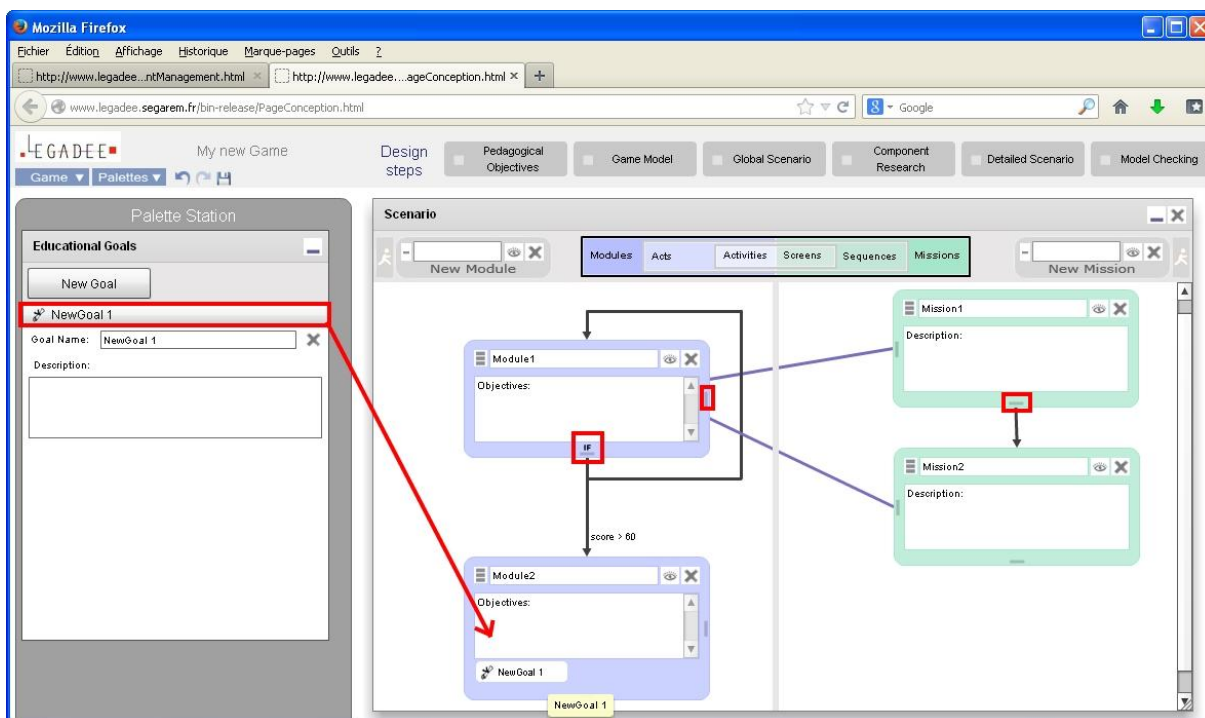 Mozilla Firefox
Fichier Édition Affichage Historique Marque-pages Outils ?
http://www.legadee...ntManagement.html × http://www.legadee....ageConception.html × +
www.legadee.segarem.fr/bin-release/PageConception.html Google
LEGADEE My new Game Design steps Pedagogical Objectives Game Model Global Scenario Component Research Detailed Scenario Model Checking
Game Palettes
Palette Station
Scenario
Educational Goals
New Module Modules Acts Activities Screens Sequences Missions New Mission
New Goal
NewGoal 1
Goal Name: NewGoal 1
Description:
Module1
Objectives:
IF
score > 60
Module2
Objectives:
NewGoal 1
NewGoal 1
Mission1
Description:
Mission2
Description: